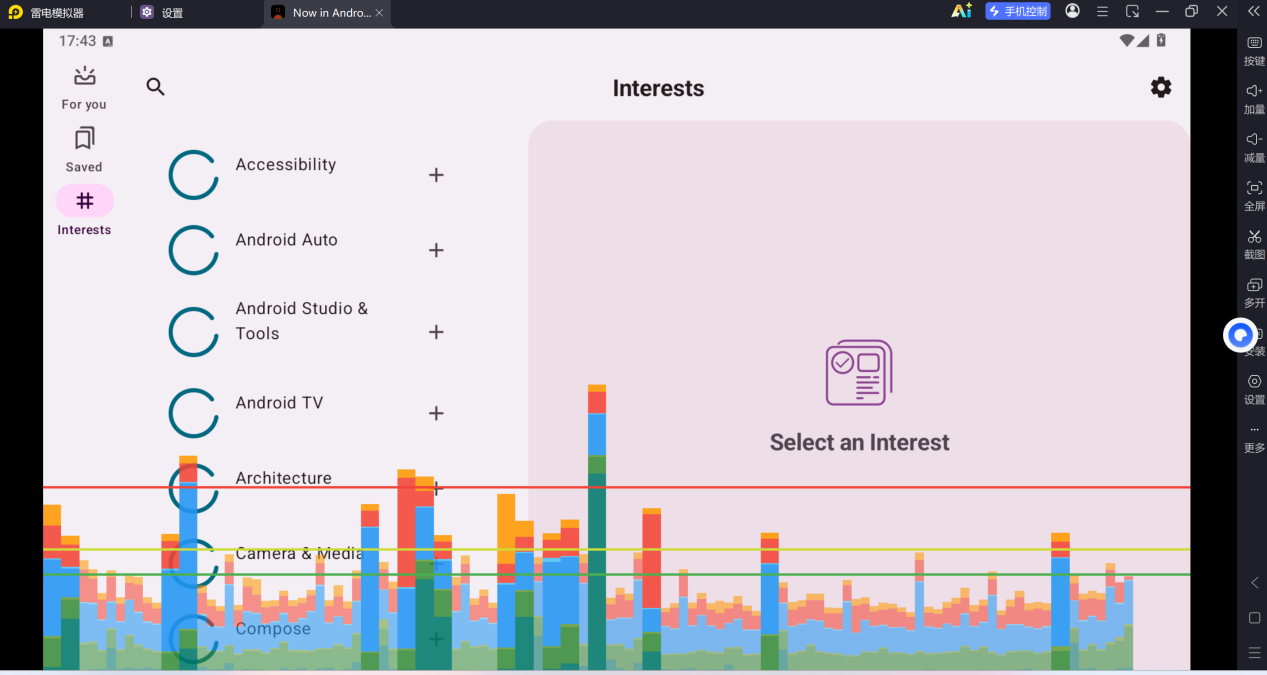 雷电模拟器
设置
Now in Andro...
手机控制
17:43
A
For you
Interests
Saved
Interests
Accessibility
Android Auto
Android Studio &
Tools
Android TV
Architecture
Camera & Media
Compose
Select an Interest
按键
加量
减量
全屏
截图
多开
安装
设置
更多